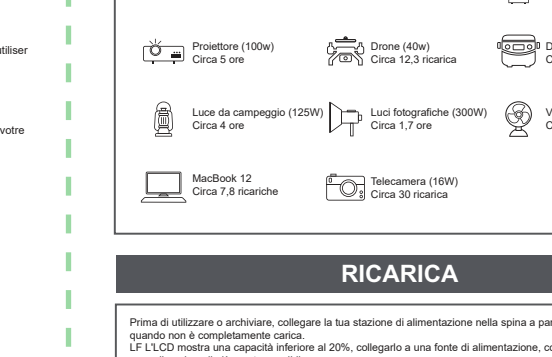 utiliser
votre
Proiettore (100w)
Circa 5 ore
Drone (40w)
Circa 12,3 ricarica
Luce da campeggio (125W)
Circa 4 ore
Luci fotografiche (300W)
Circa 1,7 ore
MacBook 12
Circa 7,8 ricariche
Telecamera (16W)
Circa 30 ricarica
RICARICA
Prima di utilizzare o archiviare, collegare la tua stazione di alimentazione nella spina a
quando non è completamente carica.
LF L'LCD mostra una capacità inferiore al 20%, collegarlo a una fonte di alimentazione,